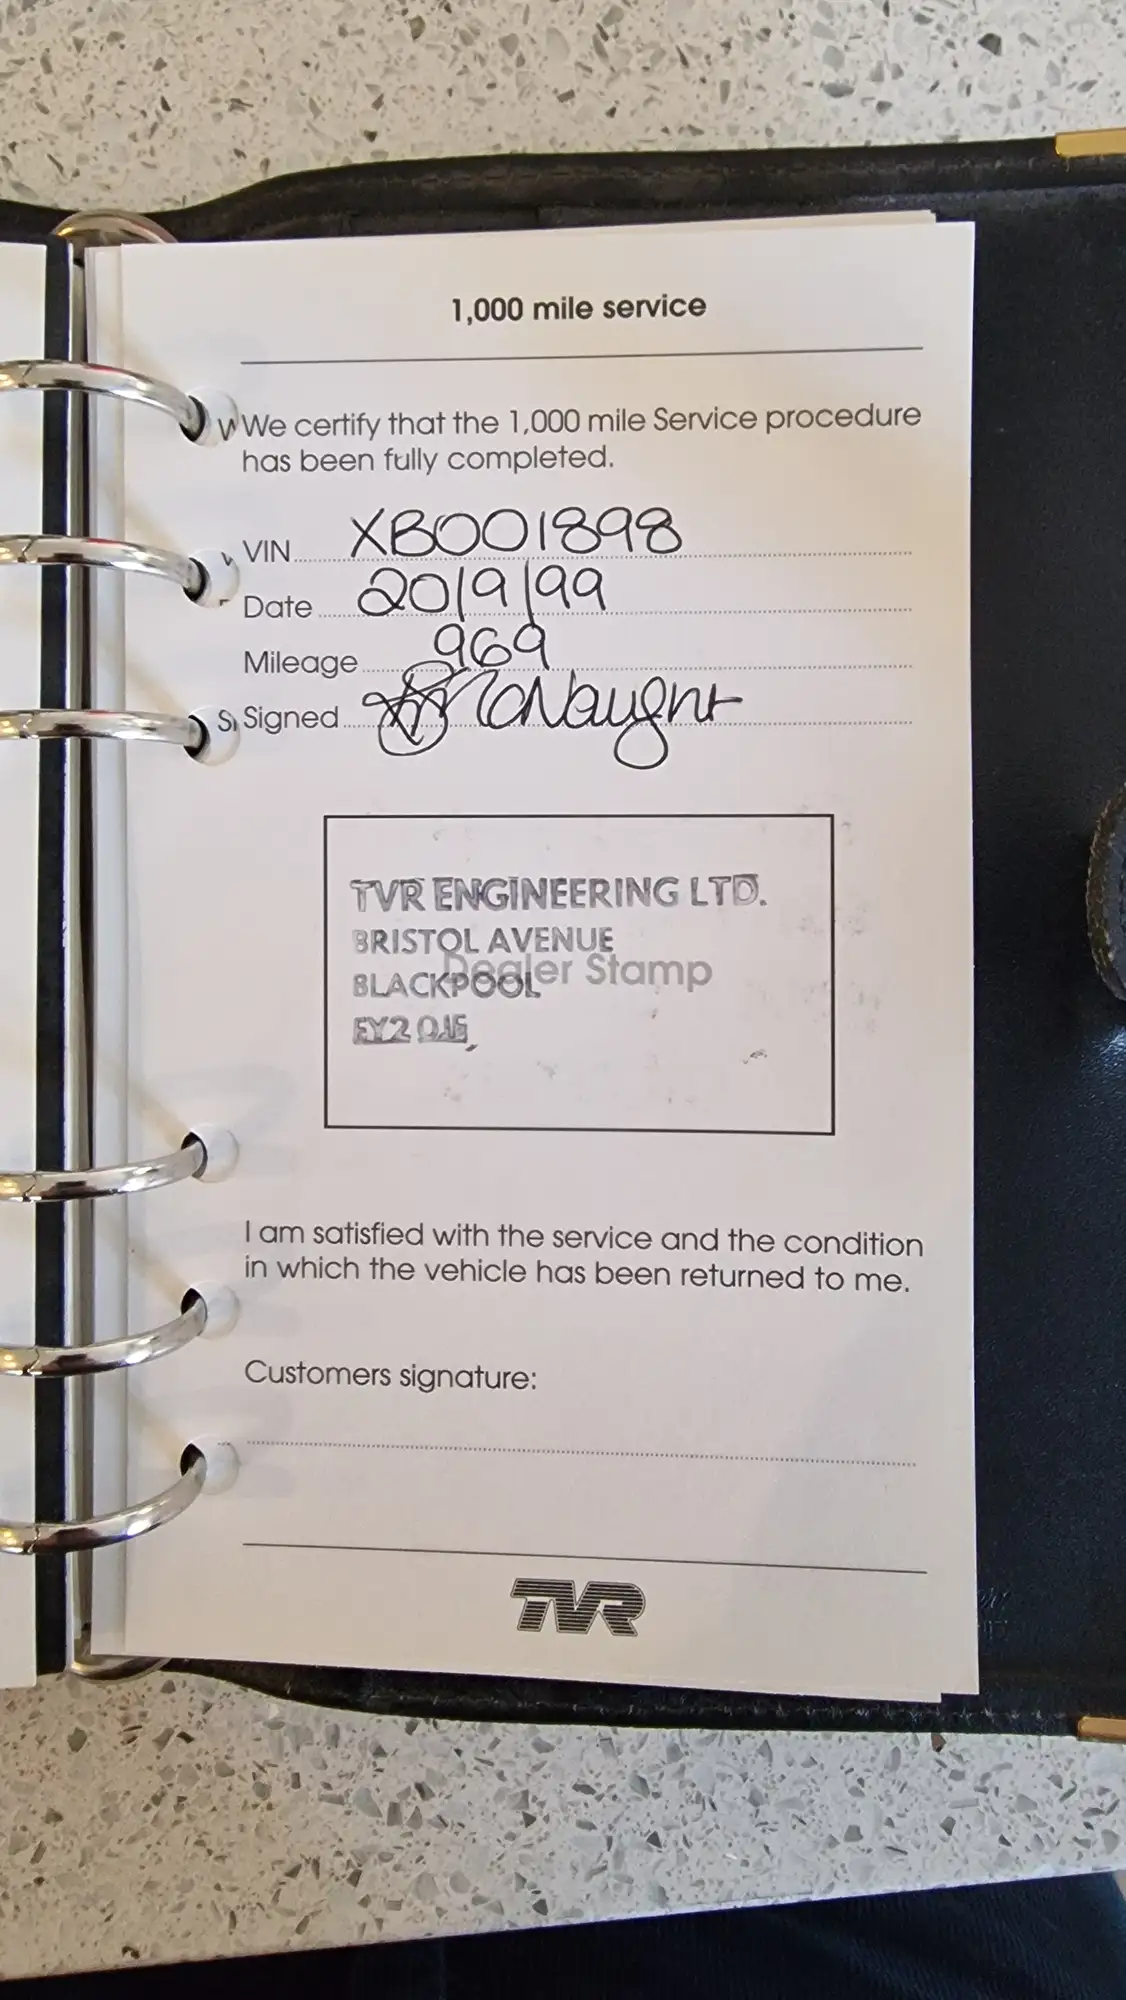 1,000 mile service
We certify that the 1,000 mile Service procedure
has been fully completed.
VIN XB001898
Date 20/9/99
Mileage 969
Signed McNaught
TVR ENGINEERING LTD.
BRISTOL AVENUE
Dealer Stamp
BLACKPOOL
FY2 0JF
I am satisfied with the service and the condition
in which the vehicle has been returned to me.
Customers signature:
TVR